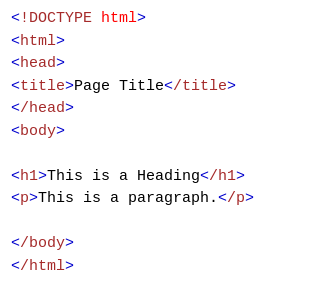 <!DOCTYPE html>
<html>
<head>
<title>Page Title</title>
</head>
<body>

<h1>This is a Heading</h1>
<p>This is a paragraph.</p>

</body>
</html>